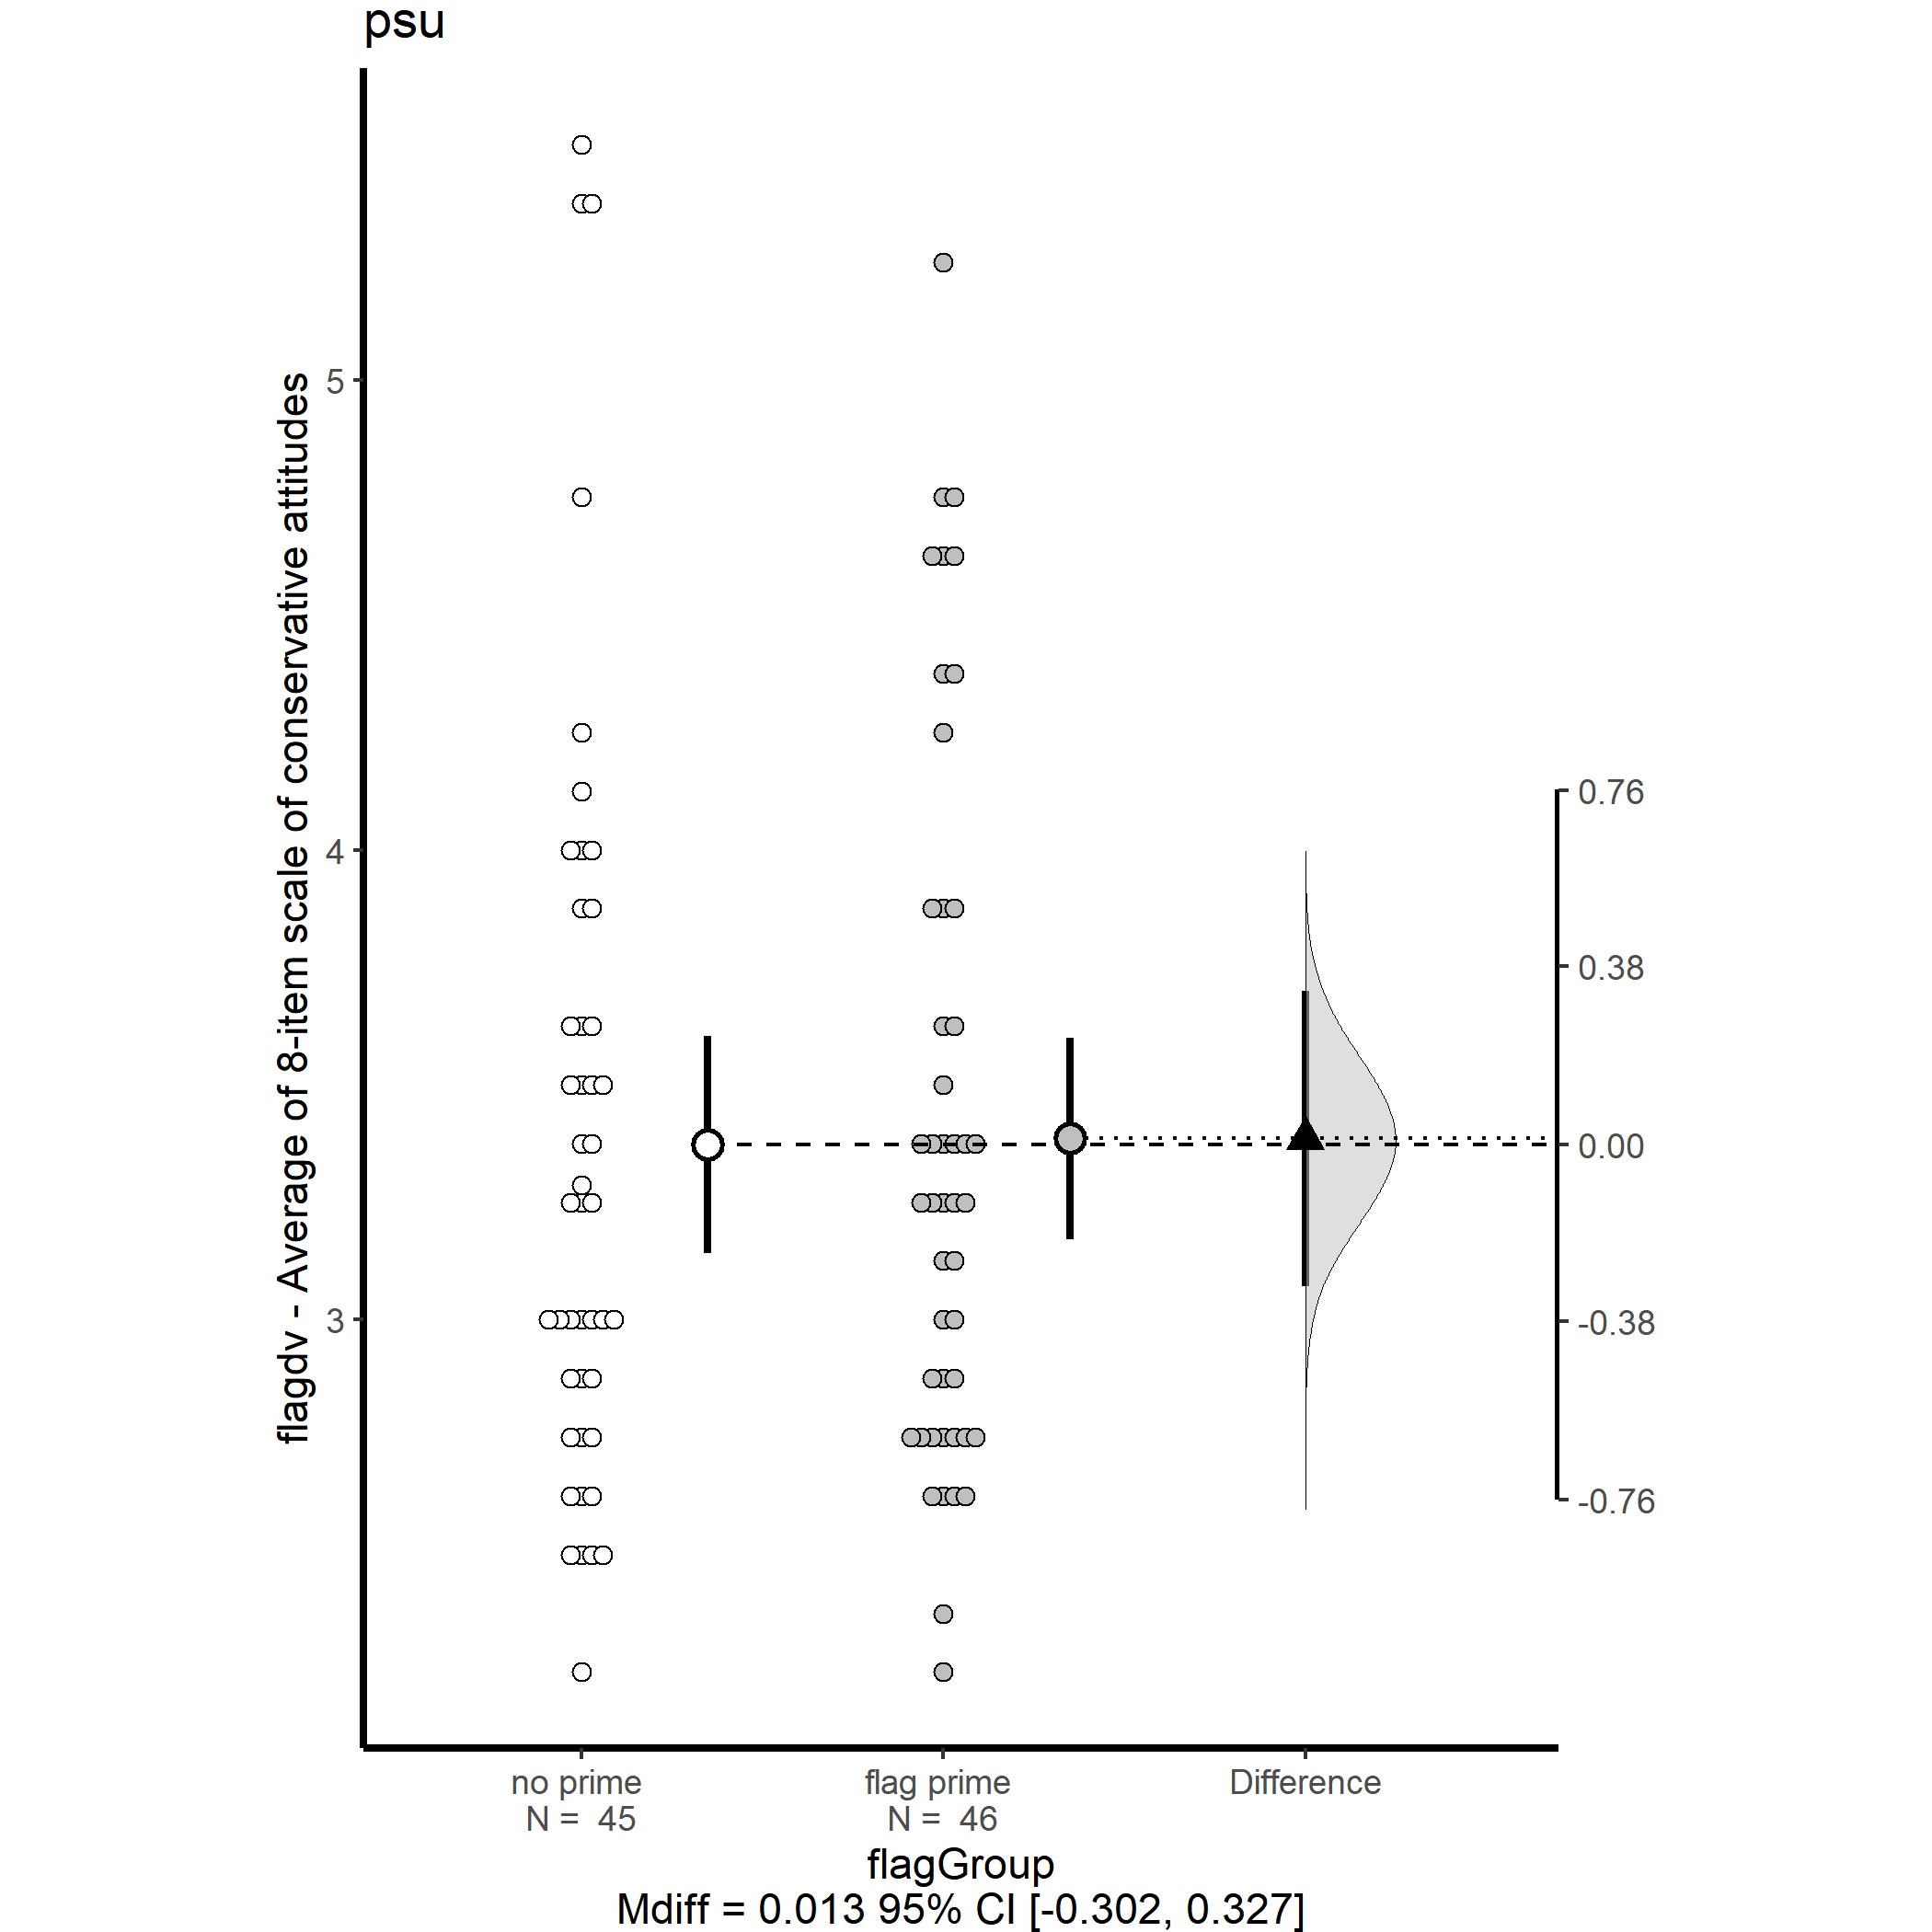 psu
flagdv - Average of 8-item scale of conservative attitudes
5
4
3
0.76
0.38
0.00
-0.38
-0.76
no prime
N =  45
flag prime
N =  46
Difference
flagGroup
Mdiff = 0.013 95% CI [-0.302, 0.327]